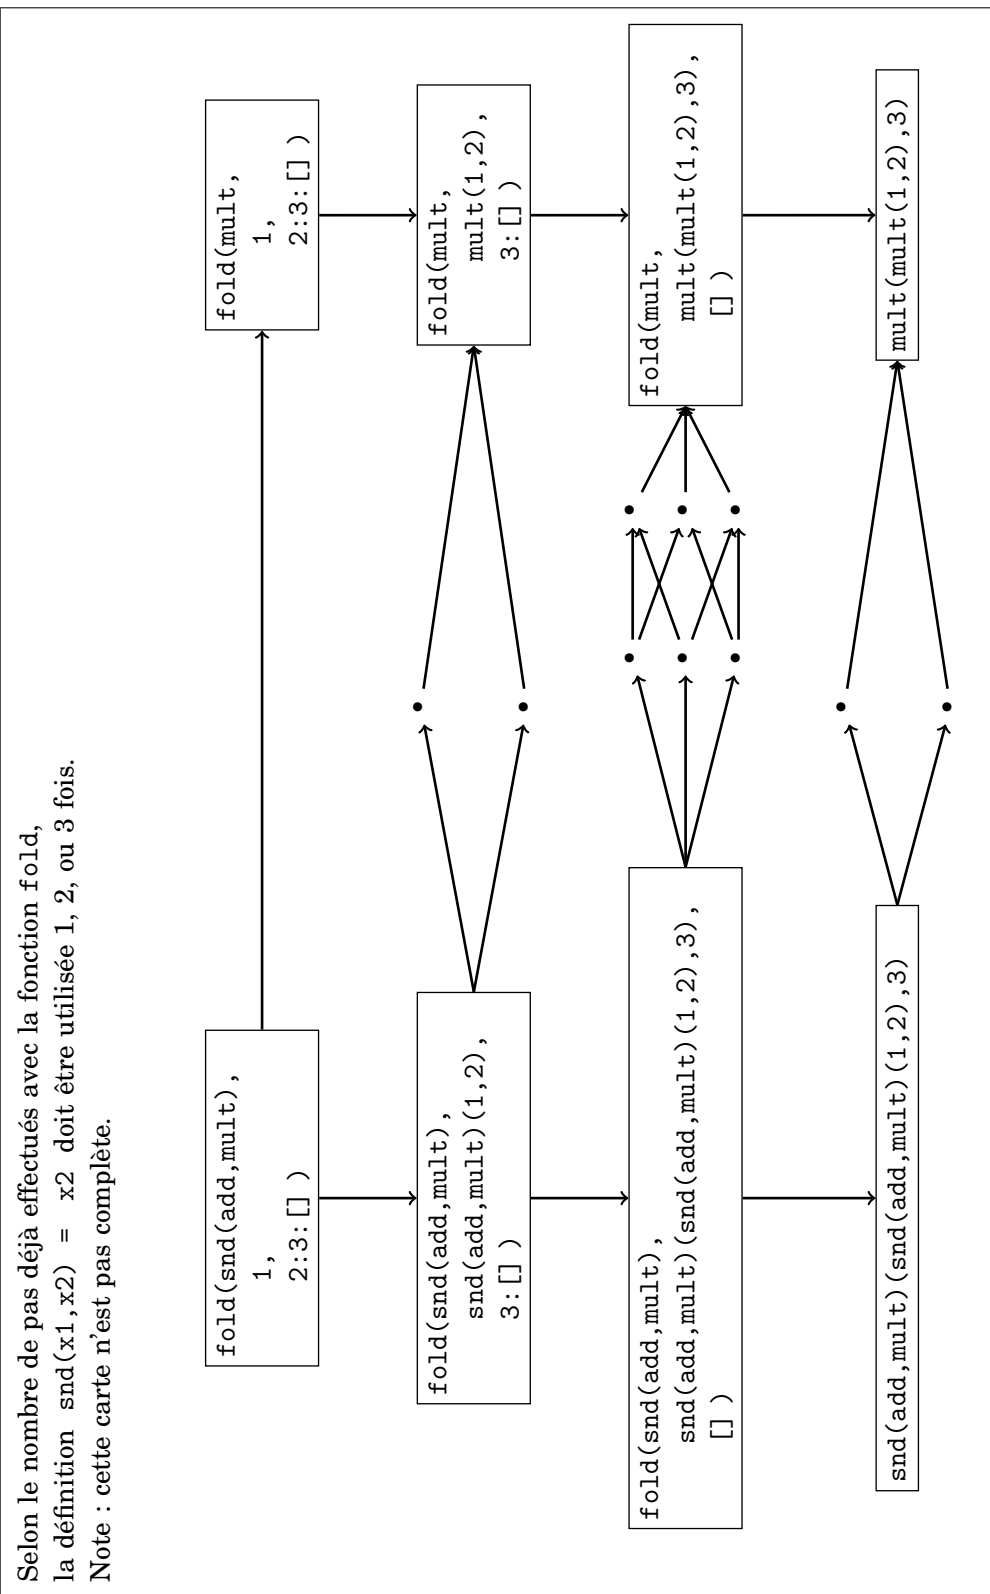 Selon le nombre de pas déjà effectués avec la fonction fold,
la définition snd(x1,x2) = x2 doit être utilisée 1, 2, ou 3 fois.
Note : cette carte n'est pas complète.
fold(snd(add,mult),
1,
2:3:[] )
fold(mult,
1,
2:3:[] )
fold(snd(add,mult),
snd(add,mult)(1,2),
3:[] )
fold(mult,
mult(1,2),
3:[] )
fold(snd(add,mult),
snd(add,mult)(snd(add,mult)(1,2),3),
[] )
fold(mult,
mult(mult(1,2),3),
[] )
snd(add,mult)(snd(add,mult)(1,2),3)
mult(mult(1,2),3)